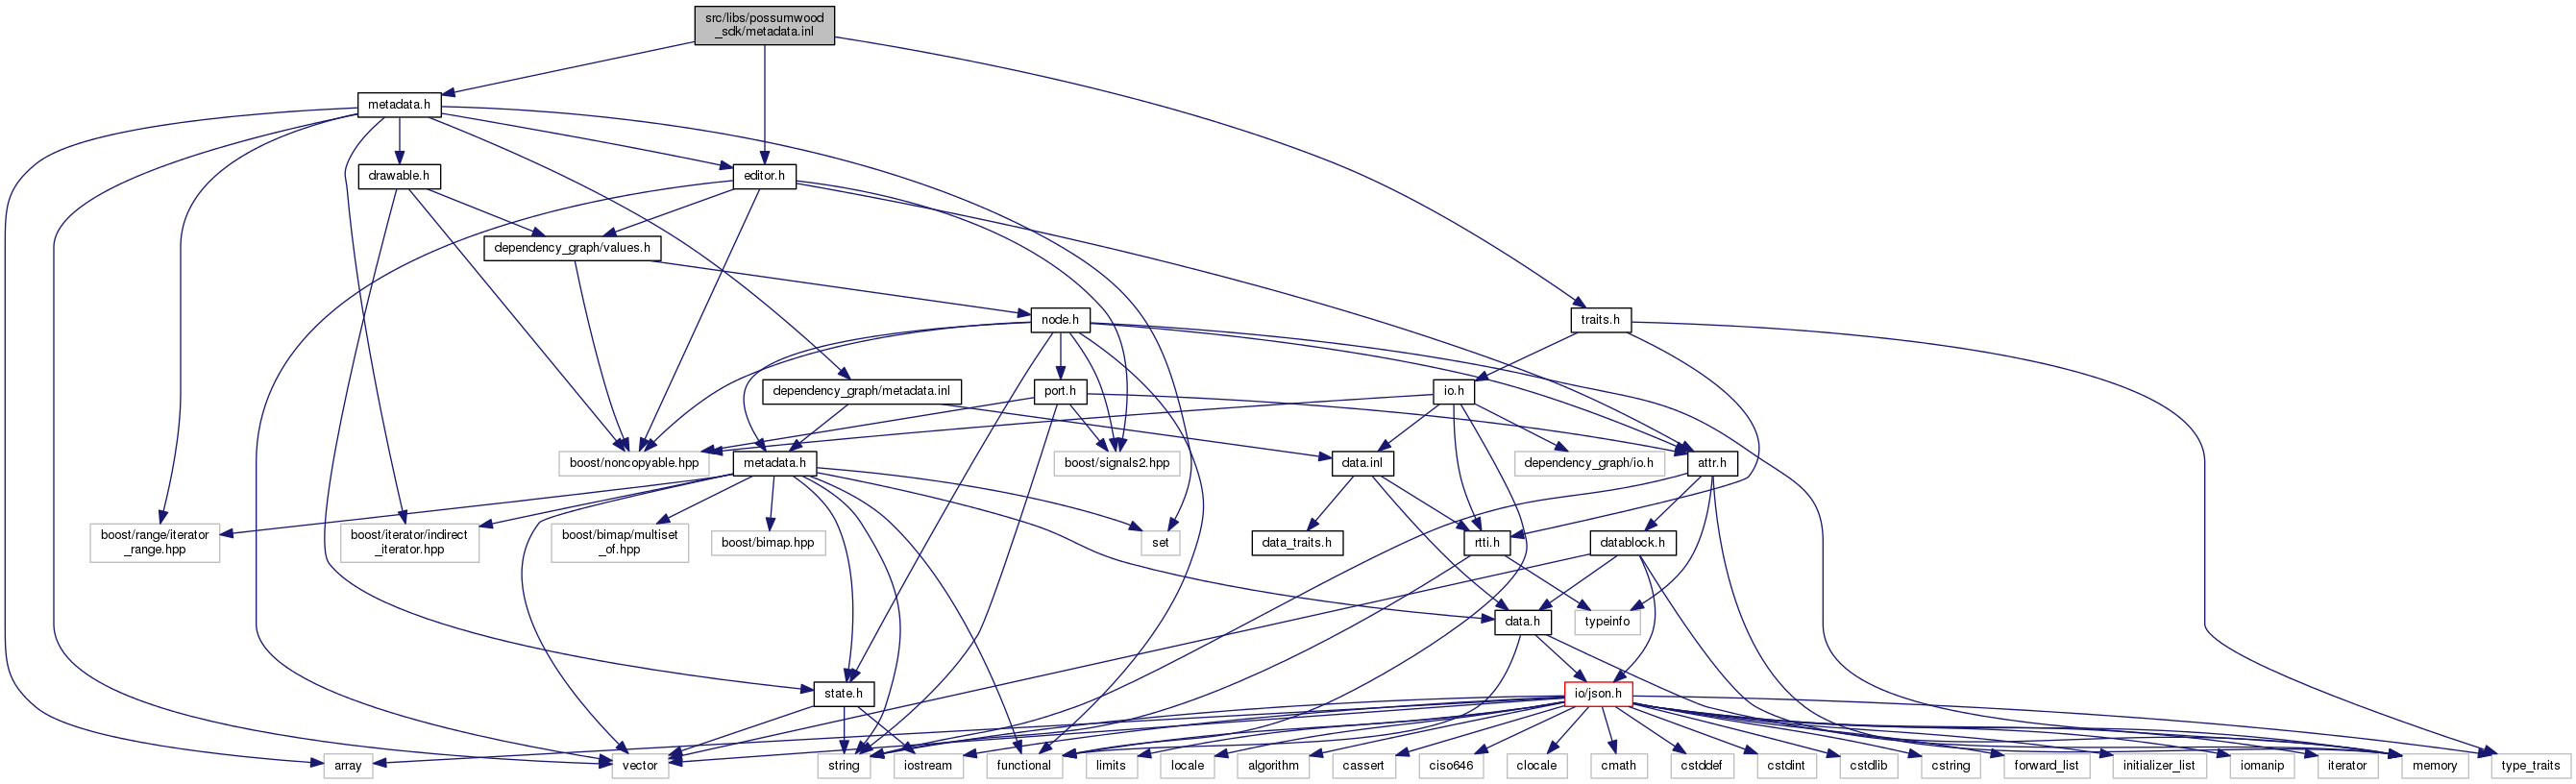 src/libs/possumwood
_sdk/metadata.inl
metadata.h
drawable.h
editor.h
dependency_graph/values.h
node.h
traits.h
dependency_graph/metadata.inl
port.h
io.h
boost/noncopyable.hpp
metadata.h
boost/signals2.hpp
data.inl
dependency_graph/io.h
attr.h
boost/range/iterator
_range.hpp
boost/iterator/indirect
_iterator.hpp
boost/bimap/multiset
_of.hpp
boost/bimap.hpp
set
data_traits.h
rtti.h
datablock.h
data.h
typeinfo
state.h
io/json.h
array
vector
string
iostream
functional
limits
locale
algorithm
cassert
ciso646
clocale
cmath
cstddef
cstdint
cstdlib
cstring
forward_list
initializer_list
iomanip
iterator
memory
type_traits